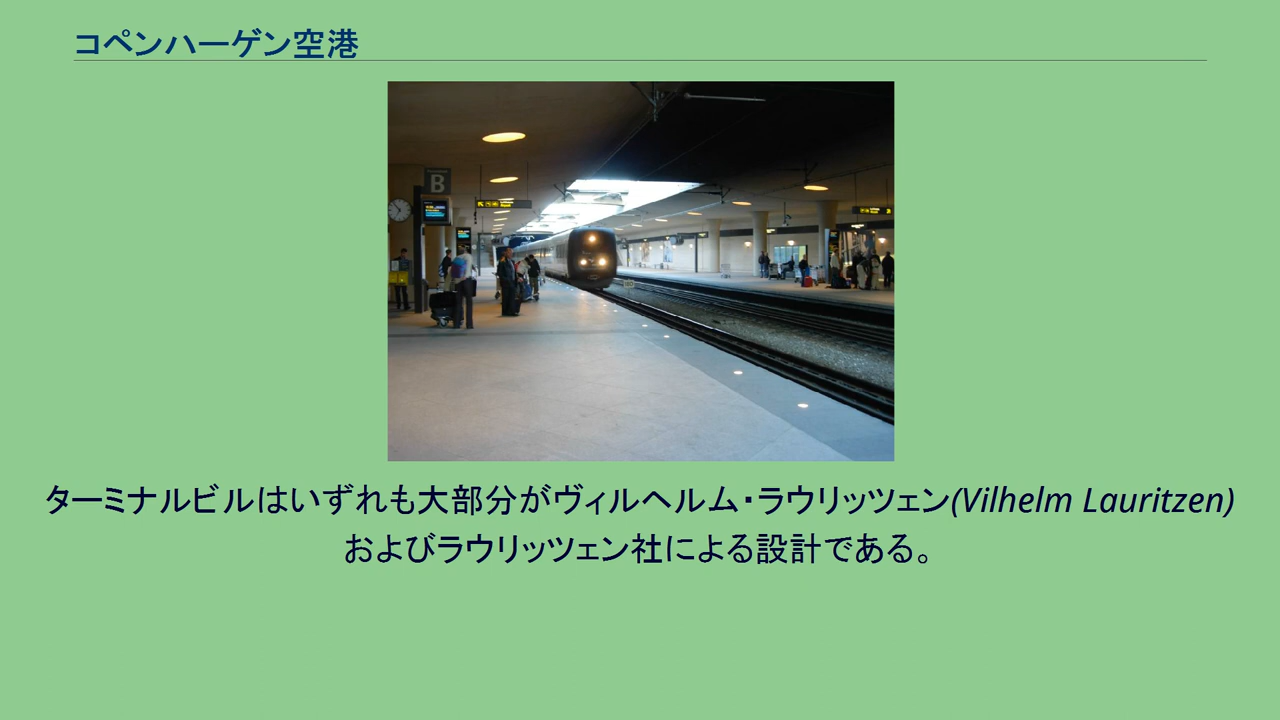 コペンハーゲン空港
B
ターミナルビルはいずれも大部分がヴィルヘルム・ラウリッツェン(Vilhelm Lauritzen)
およびラウリッツェン社による設計である。